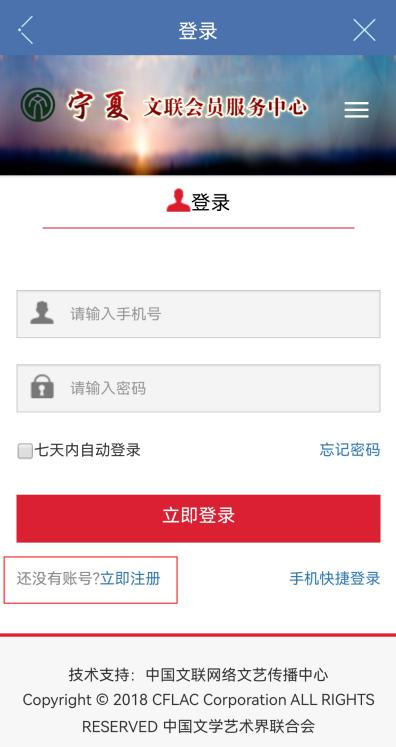 登录
宁夏 文联会员服务中心
登录
请输入手机号
请输入密码
七天内自动登录 忘记密码
立即登录
还没有账号?立即注册 手机快捷登录
技术支持：中国文联网络文艺传播中心
Copyright © 2018 CFLAC Corporation ALL RIGHTS
RESERVED 中国文学艺术界联合会